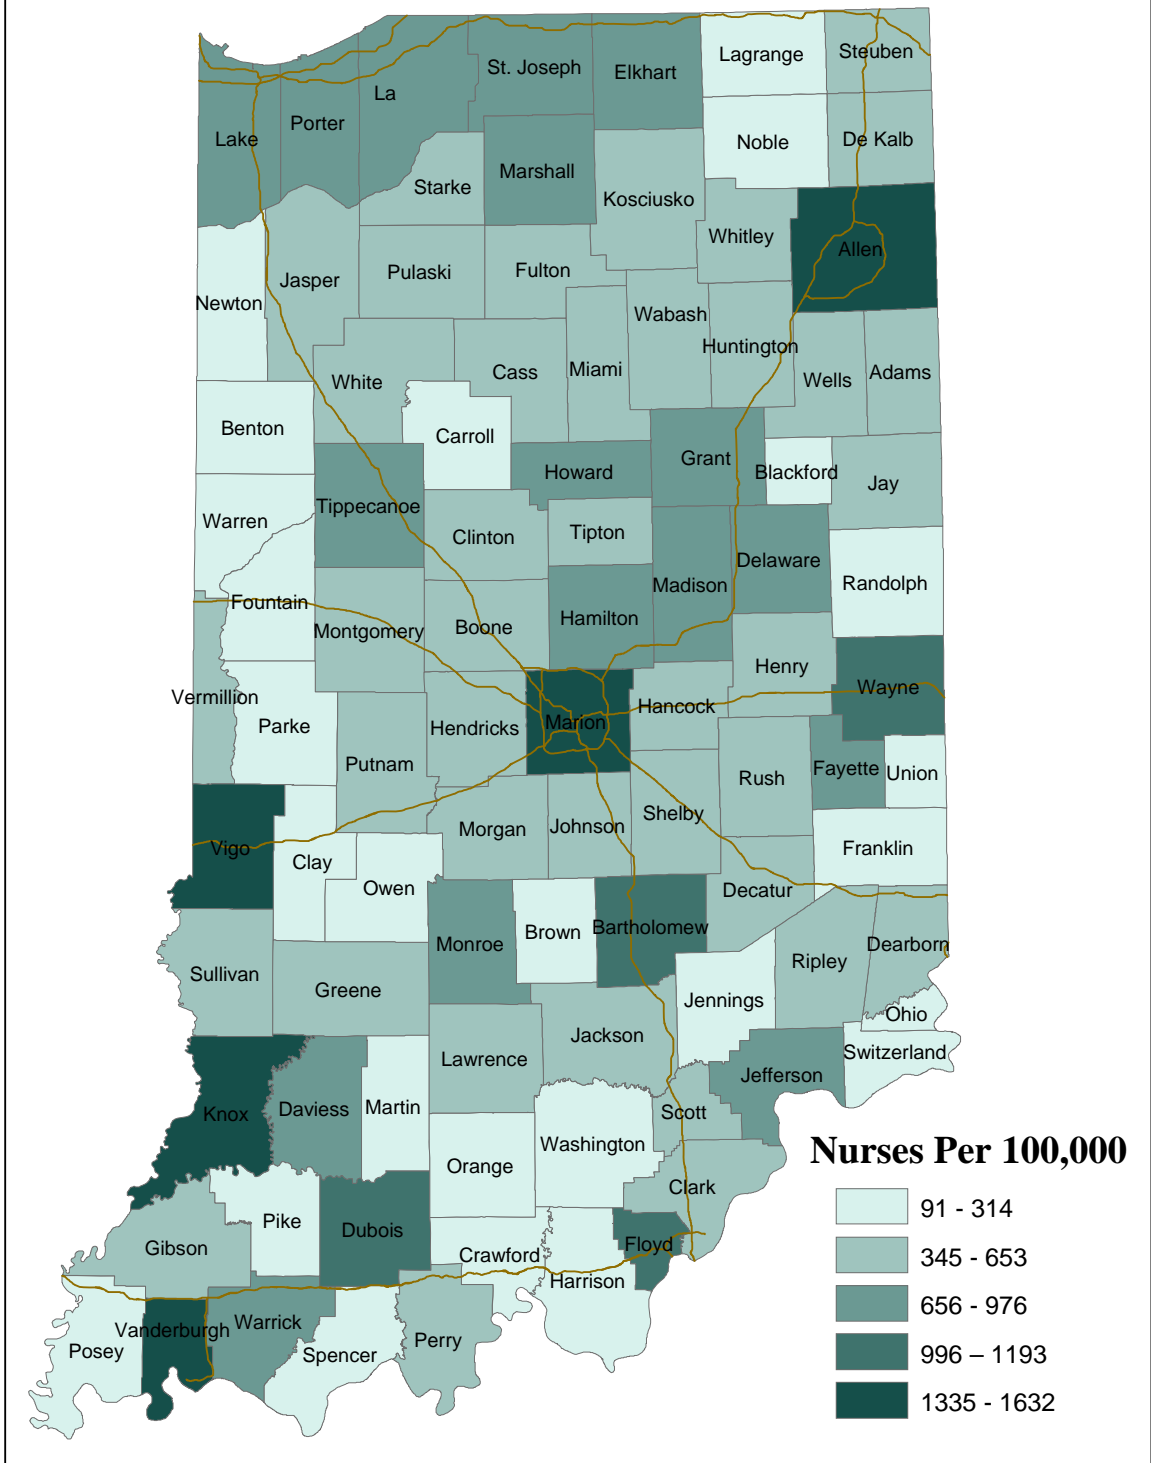 Lagrange
Steuben
St. Joseph
Elkhart
La
Porter
Lake
Noble
De Kalb
Marshall
Starke
Kosciusko
Whitley
Allen
Pulaski
Fulton
Jasper
Newton
Wabash
Huntington
Miami
Cass
White
Wells
Adams
Benton
Carroll
Grant
Howard
Blackford
Jay
Tippecanoe
Warren
Clinton
Tipton
Delaware
Madison
Randolph
Fountain
Hamilton
Boone
Montgomery
Henry
Wayne
Vermillion
Hancock
Parke
Marion
Hendricks
Putnam
Fayette
Union
Rush
Shelby
Johnson
Morgan
Vigo
Franklin
Clay
Owen
Decatur
Brown
Bartholomew
Monroe
Dearborn
Ripley
Sullivan
Greene
Jennings
Ohio
Jackson
Switzerland
Lawrence
Jefferson
Martin
Daviess
Knox
Scott
Washington
Orange
Clark
Pike
Dubois
Floyd
Gibson
Crawford
Harrison
Warrick
Vanderburgh
Perry
Posey
Spencer
Nurses Per 100,000
91 - 314
345 - 653
656 - 976
996 – 1193
1335 - 1632